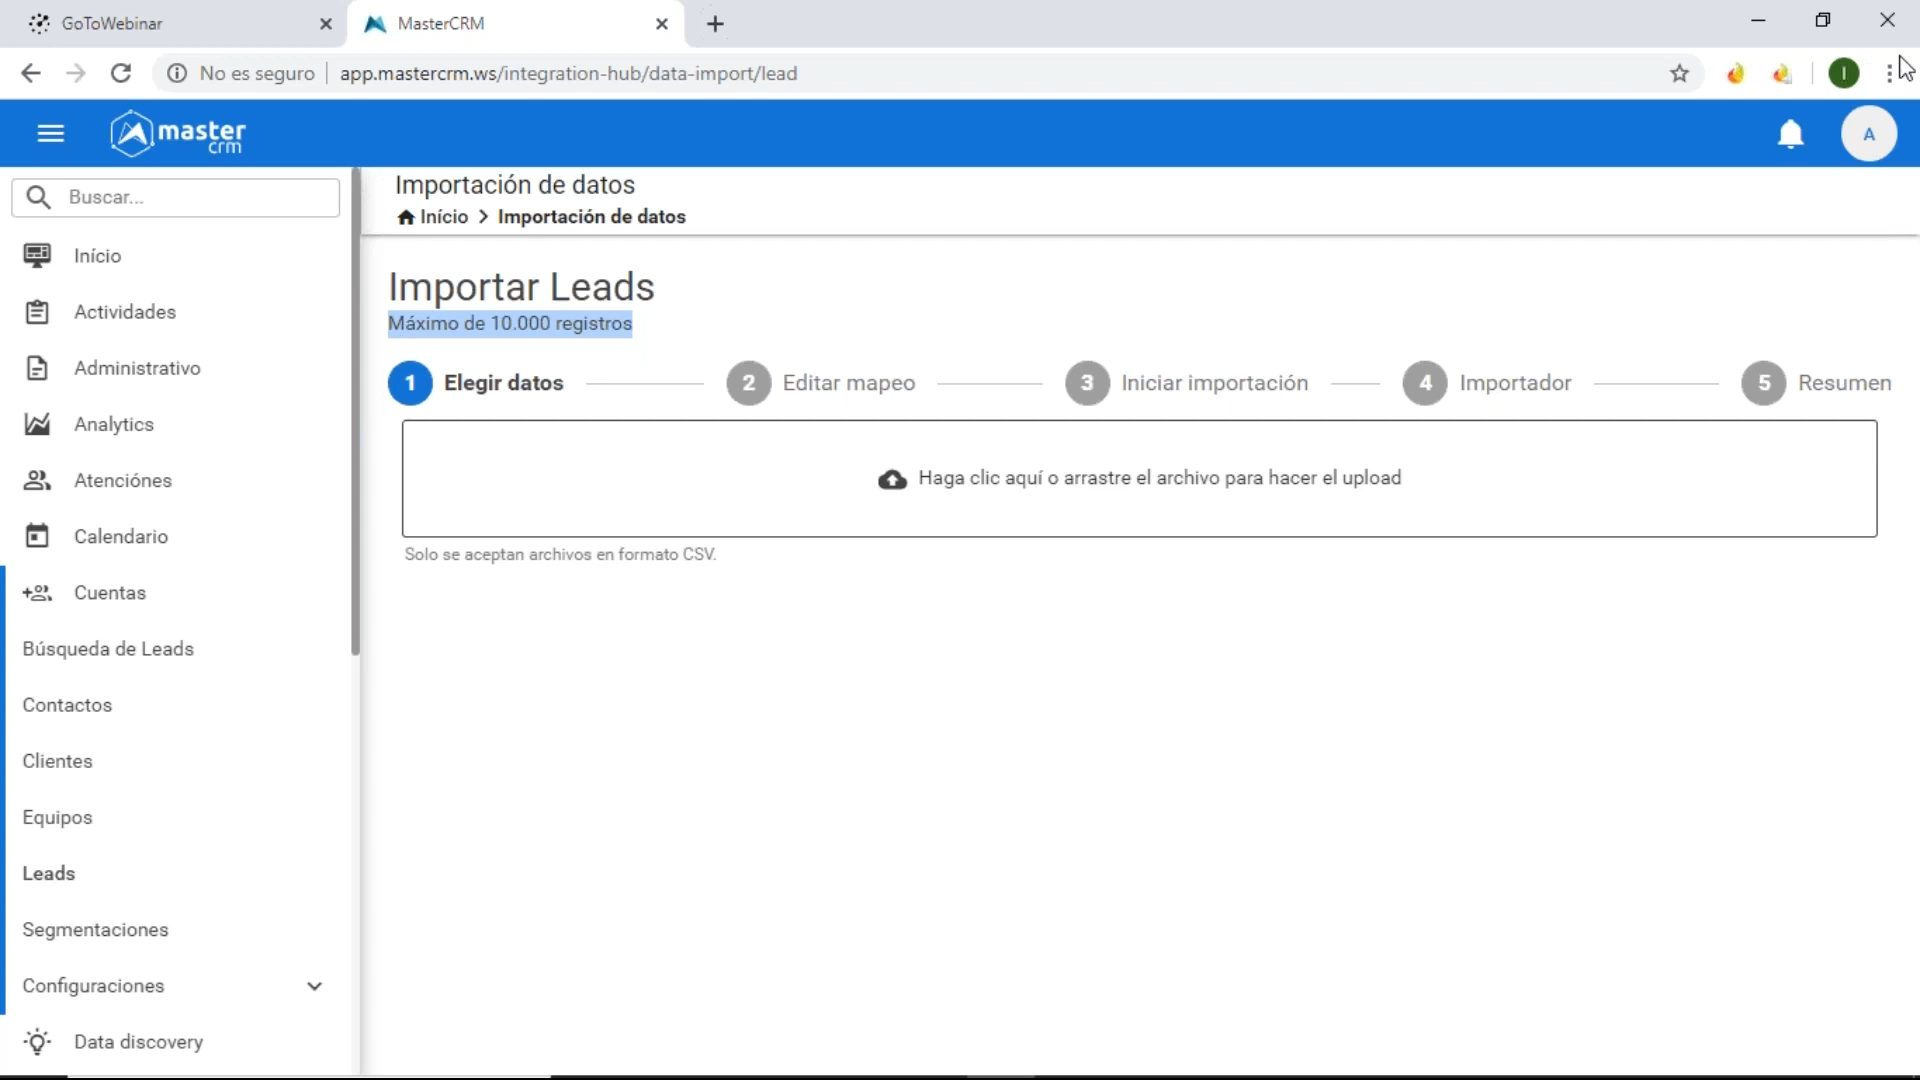 GoToWebinar
MasterCRM
No es seguro
app.mastercrm.ws/integration-hub/data-import/lead
I
master
crm
A
Buscar...
Importación de datos
Início > Importación de datos
Início
Actividades
Administrativo
Analytics
Atenciónes
Calendario
Cuentas
Búsqueda de Leads
Contactos
Clientes
Equipos
Leads
Segmentaciones
Configuraciones
Data discovery
Importar Leads
Máximo de 10.000 registros
1 Elegir datos
2 Editar mapeo
3 Iniciar importación
4 Importador
5 Resumen
Haga clic aquí o arrastre el archivo para hacer el upload
Solo se aceptan archivos en formato CSV.